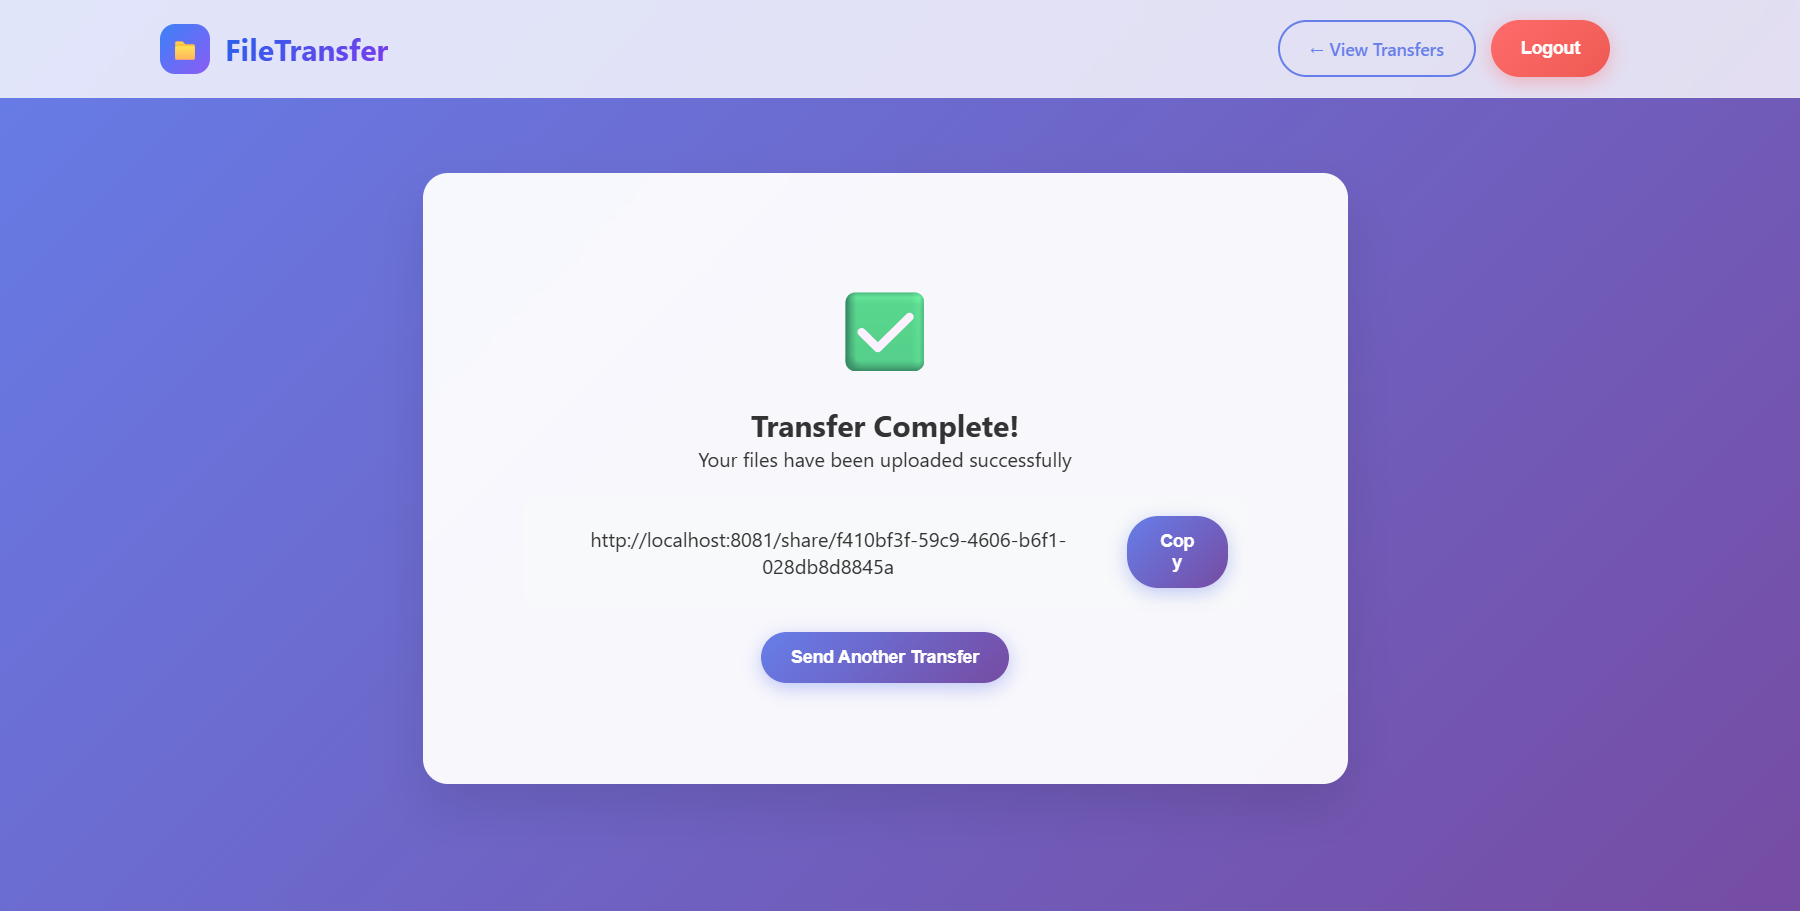 FileTransfer
← View Transfers
Logout
Transfer Complete!
Your files have been uploaded successfully
http://localhost:8081/share/f410bf3f-59c9-4606-b6f1-
028db8d8845a
Cop
y
Send Another Transfer